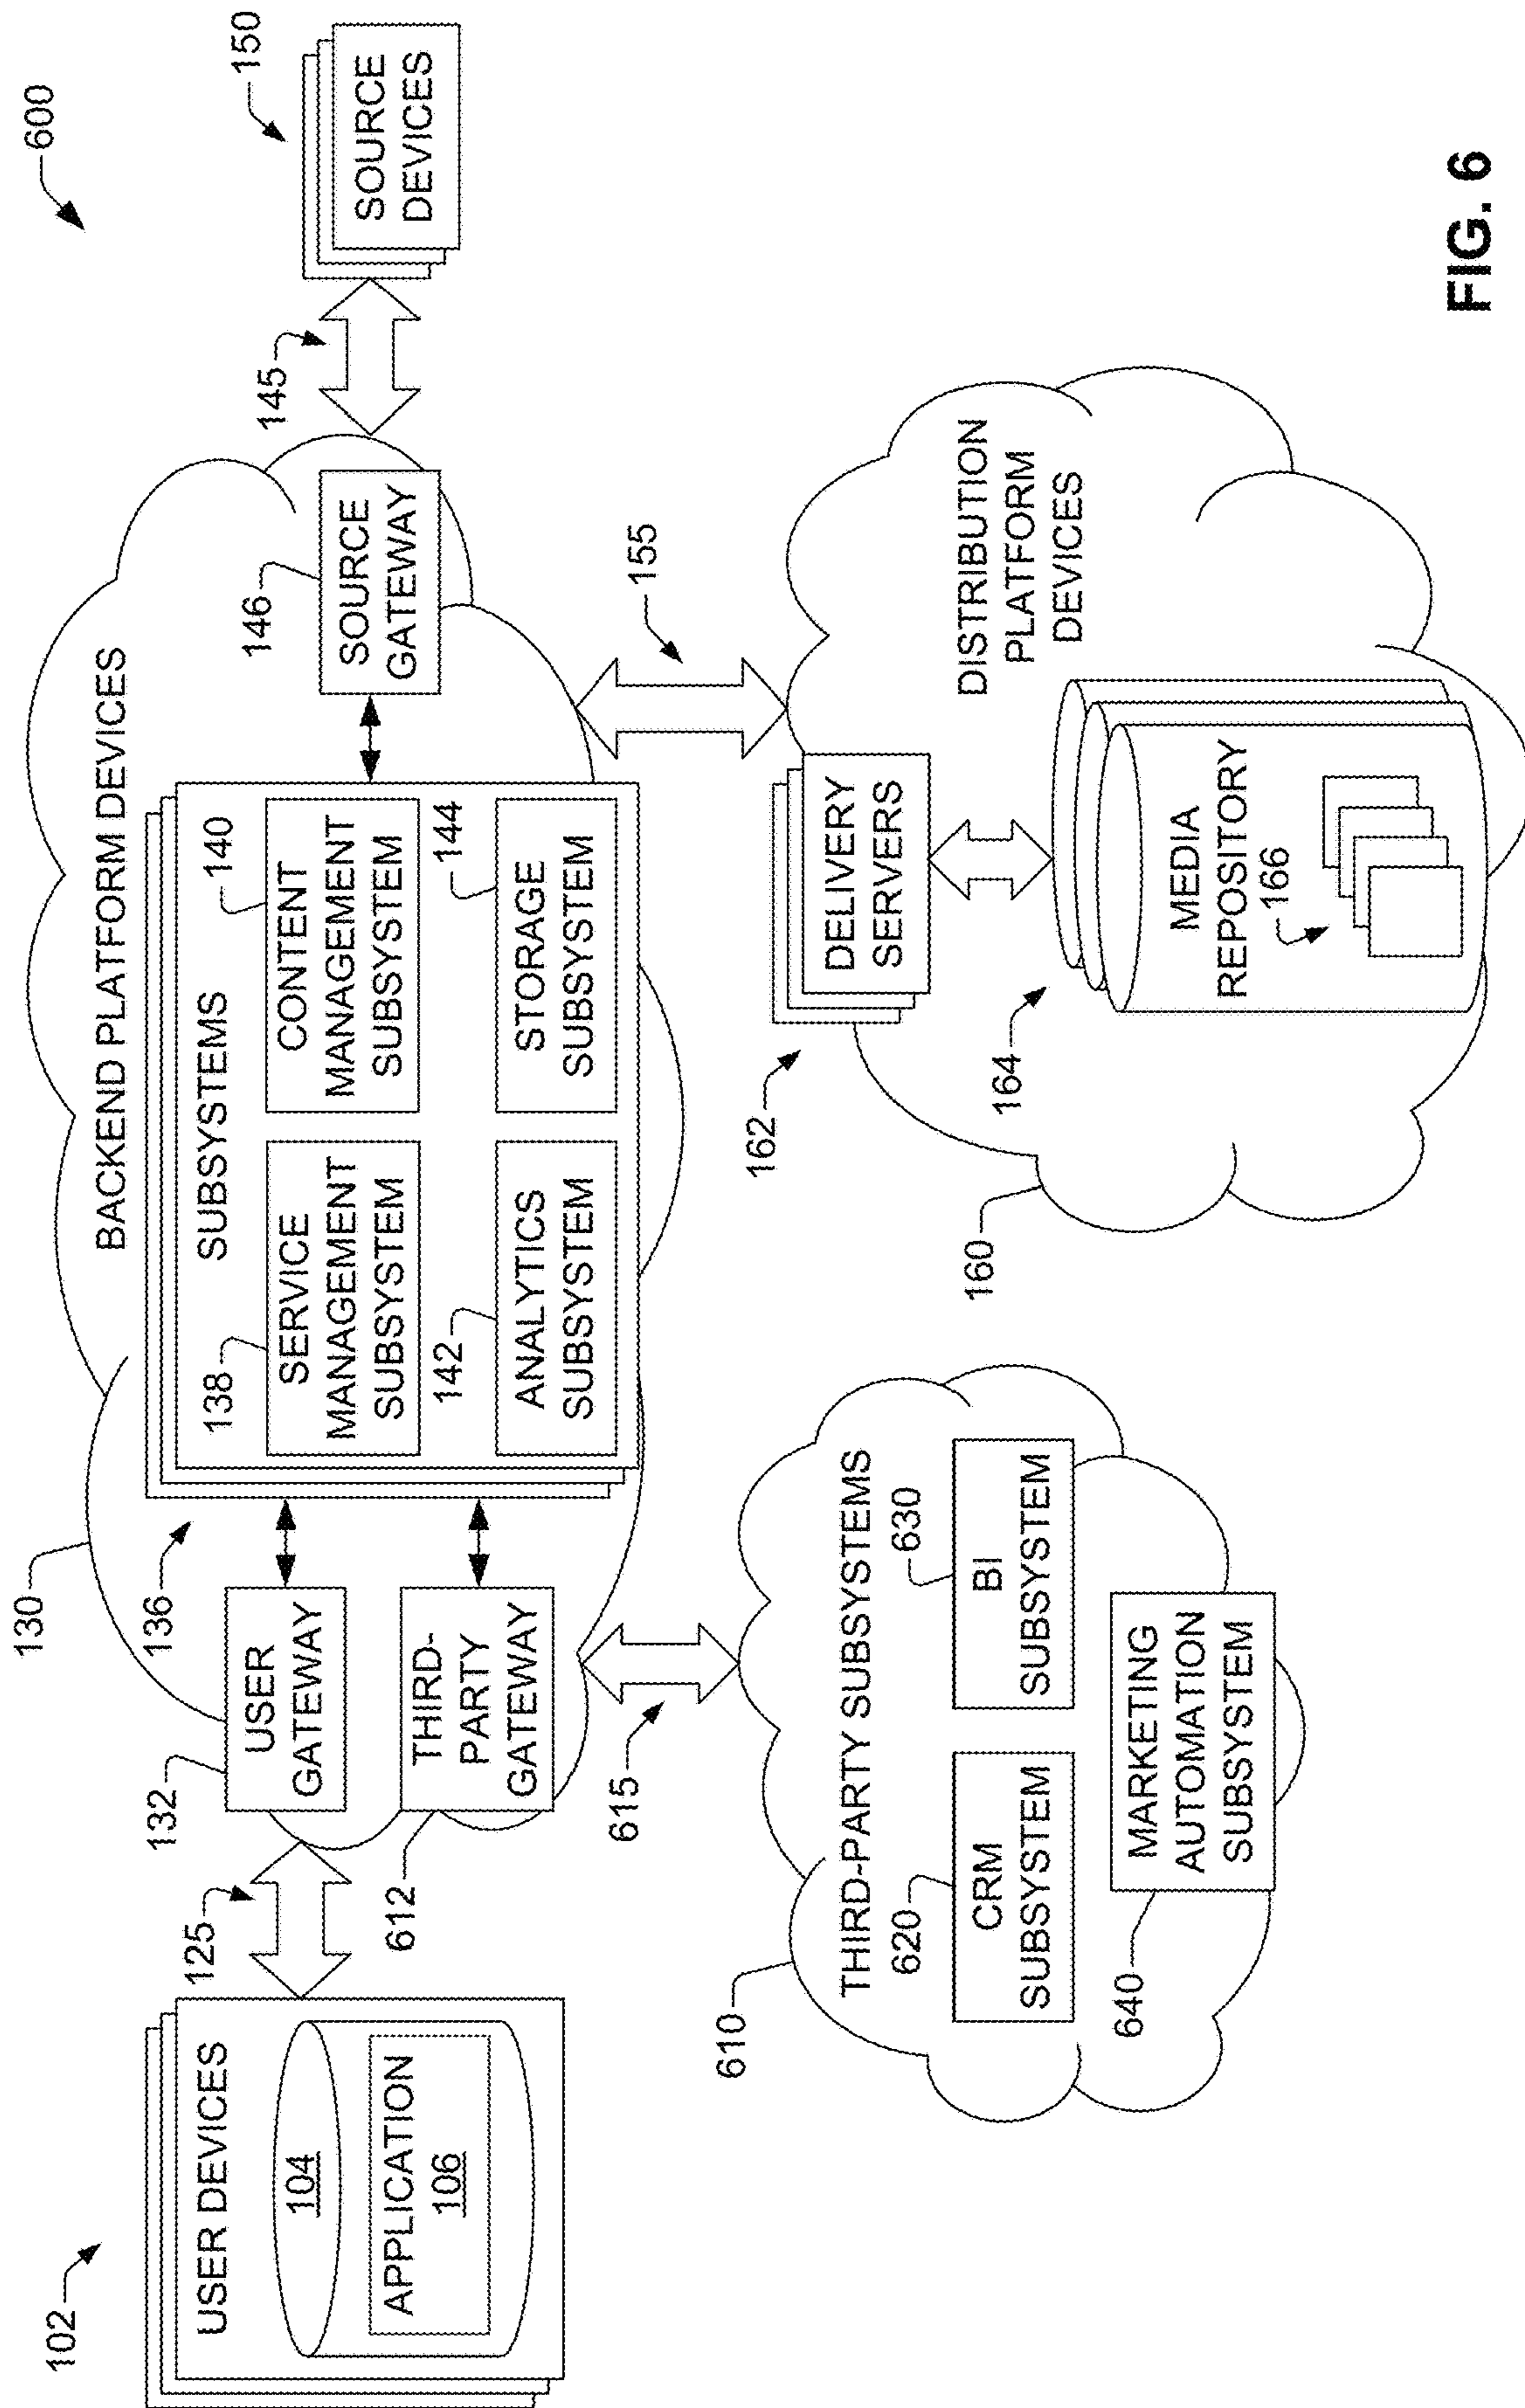 600
102
USER DEVICES
104
APPLICATION
106
125
130
BACKEND PLATFORM DEVICES
132
USER
GATEWAY
612
THIRD-
PARTY
GATEWAY
136
SUBSYSTEMS
138
SERVICE
MANAGEMENT
SUBSYSTEM
140
CONTENT
MANAGEMENT
SUBSYSTEM
142
ANALYTICS
SUBSYSTEM
144
STORAGE
SUBSYSTEM
146
SOURCE
GATEWAY
145
150
SOURCE
DEVICES
615
610
THIRD-PARTY SUBSYSTEMS
620
CRM
SUBSYSTEM
630
BI
SUBSYSTEM
640
MARKETING
AUTOMATION
SUBSYSTEM
155
160
DISTRIBUTION
PLATFORM
DEVICES
162
DELIVERY
SERVERS
164
MEDIA
REPOSITORY
166
FIG. 6